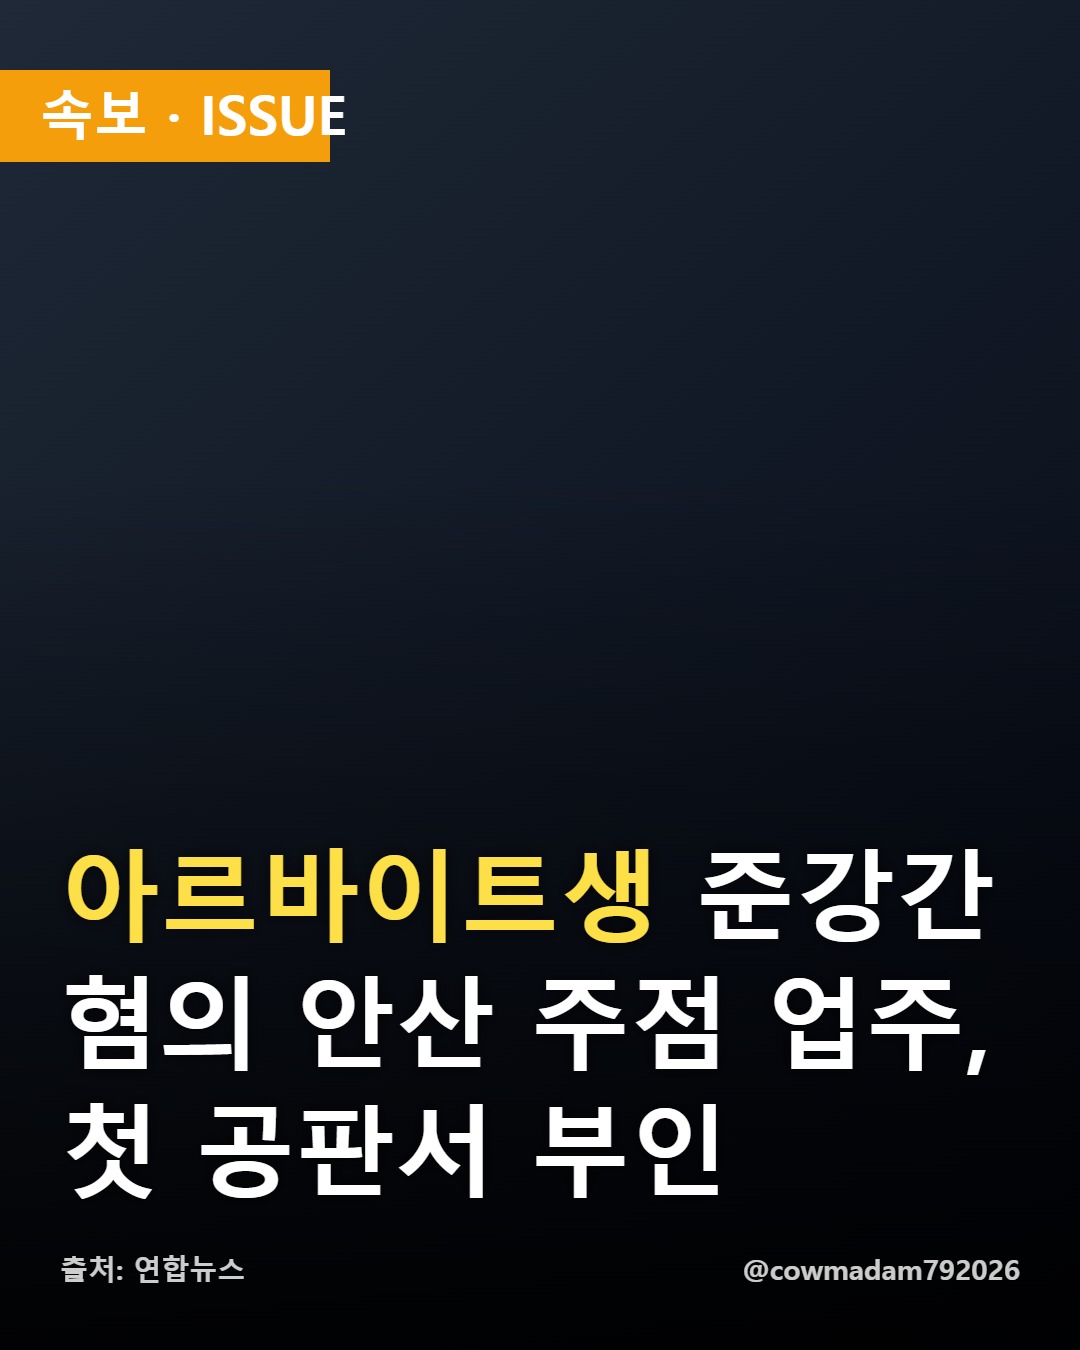 속보 · ISSUE
아르바이트생 준강간
혐의 안산 주점 업주,
첫 공판서 부인
출처: 연합뉴스
@cowmadam792026